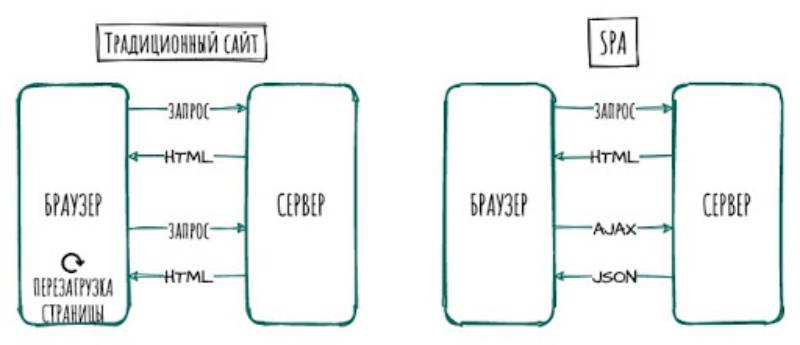 Традиционный сайт
SPA
ЗАПРОС
HTML
БРАУЗЕР
СЕРВЕР
ЗАПРОС
HTML
ПЕРЕЗАГРУЗКА
СТРАНИЦЫ
ЗАПРОС
HTML
БРАУЗЕР
СЕРВЕР
AJAX
JSON